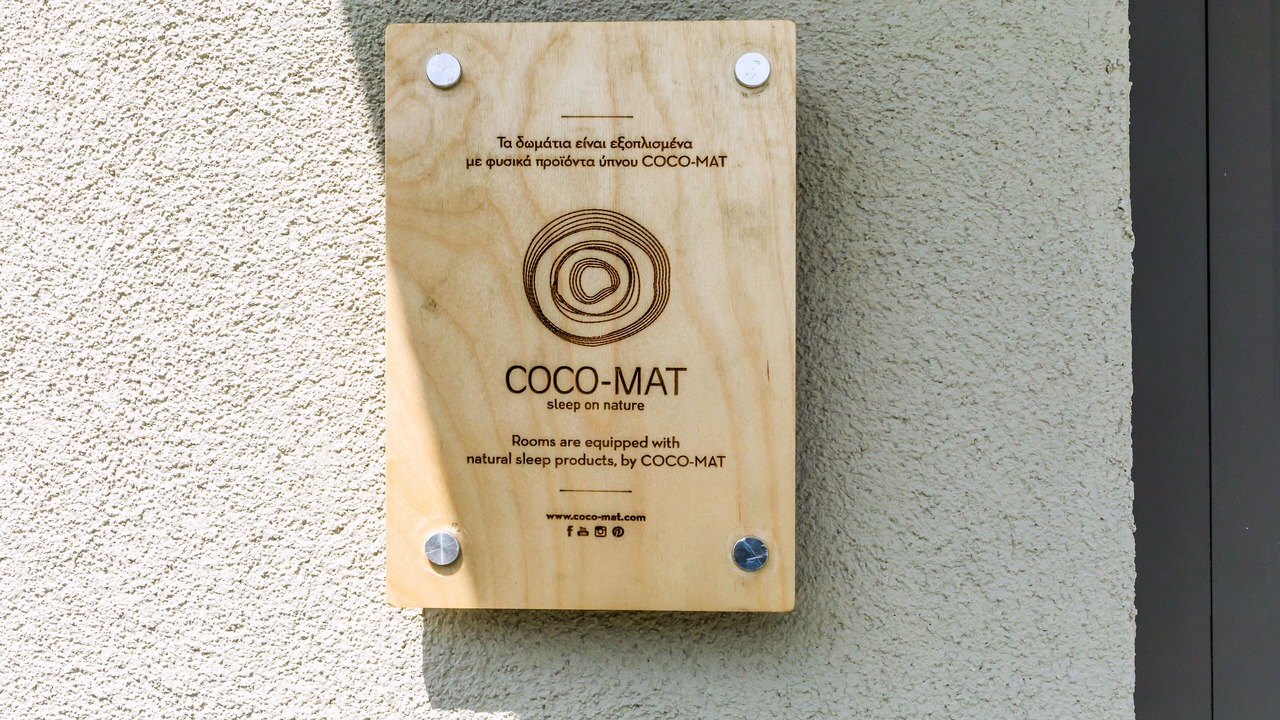 Τα δωμάτια είναι εξοπλισμένα
με φυσικά προϊόντα ύπνου COCO-MAT
COCO-MAT
sleep on nature
Rooms are equipped with
natural sleep products, by COCO-MAT
www.coco-mat.com